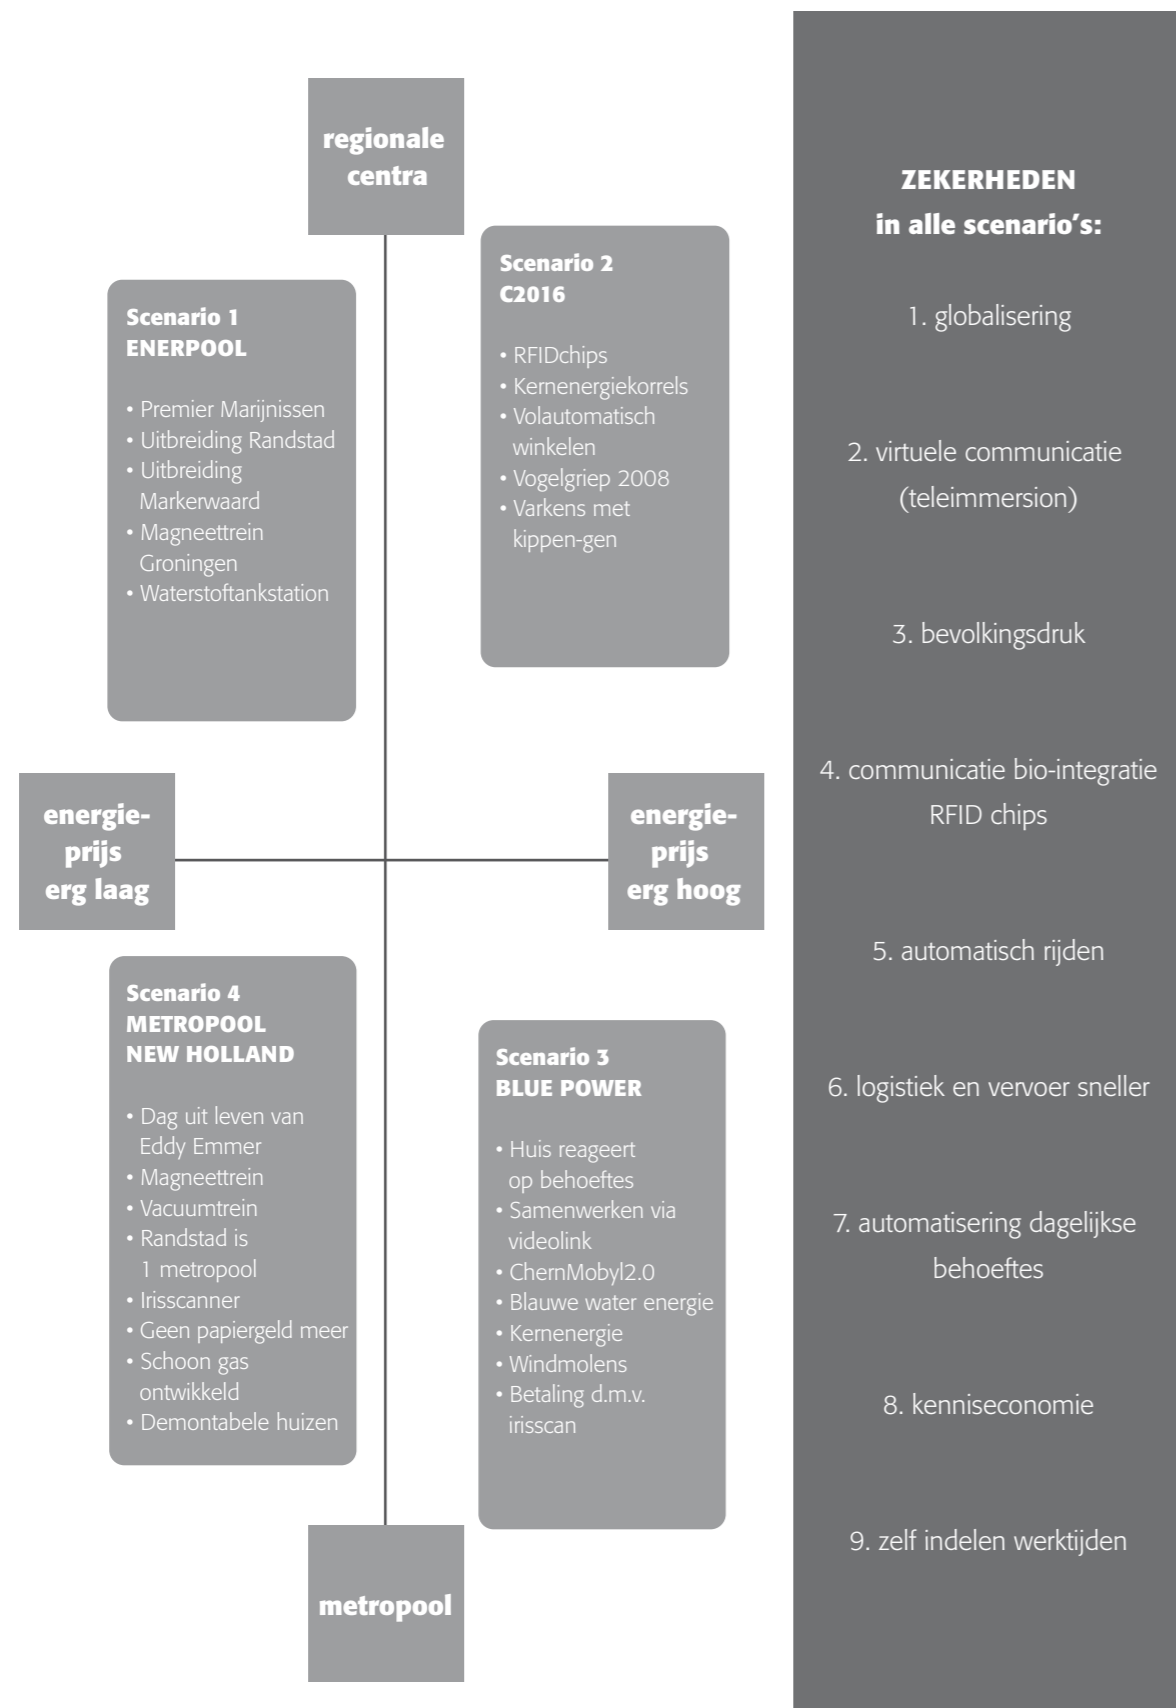 regionale
centra
Scenario 1
ENERPOOL
• Premier Marijnissen
• Uitbreiding Randstad
• Uitbreiding
Markerwaard
• Magneettrein
Groningen
• Waterstoftankstation
Scenario 2
C2016
• RFIDchips
• Kernenergiekorrels
• Volautomatisch
winkelen
• Vogelgriep 2008
• Varkens met
kippen-gen
energie-
prijs
erg laag
energie-
prijs
erg hoog
Scenario 4
METROPOOL
NEW HOLLAND
• Dag uit leven van
Eddy Emmer
• Magneettrein
• Vacuumtrein
• Randstad is
1 metropool
• Irisscanner
• Geen papiergeld meer
• Schoon gas
ontwikkeld
• Demontabele huizen
Scenario 3
BLUE POWER
• Huis reageert
op behoeftes
• Samenwerken via
videolink
• ChernMobyl2.0
• Blauwe water energie
• Kernenergie
• Windmolens
• Betaling d.m.v.
irisscan
metropool
ZEKERHEDEN
in alle scenario’s:
1. globalisering
2. virtuele communicatie
(teleimmersion)
3. bevolkingsdruk
4. communicatie bio-integratie
RFID chips
5. automatisch rijden
6. logistiek en vervoer sneller
7. automatisering dagelijkse
behoeftes
8. kenniseconomie
9. zelf indelen werktijden